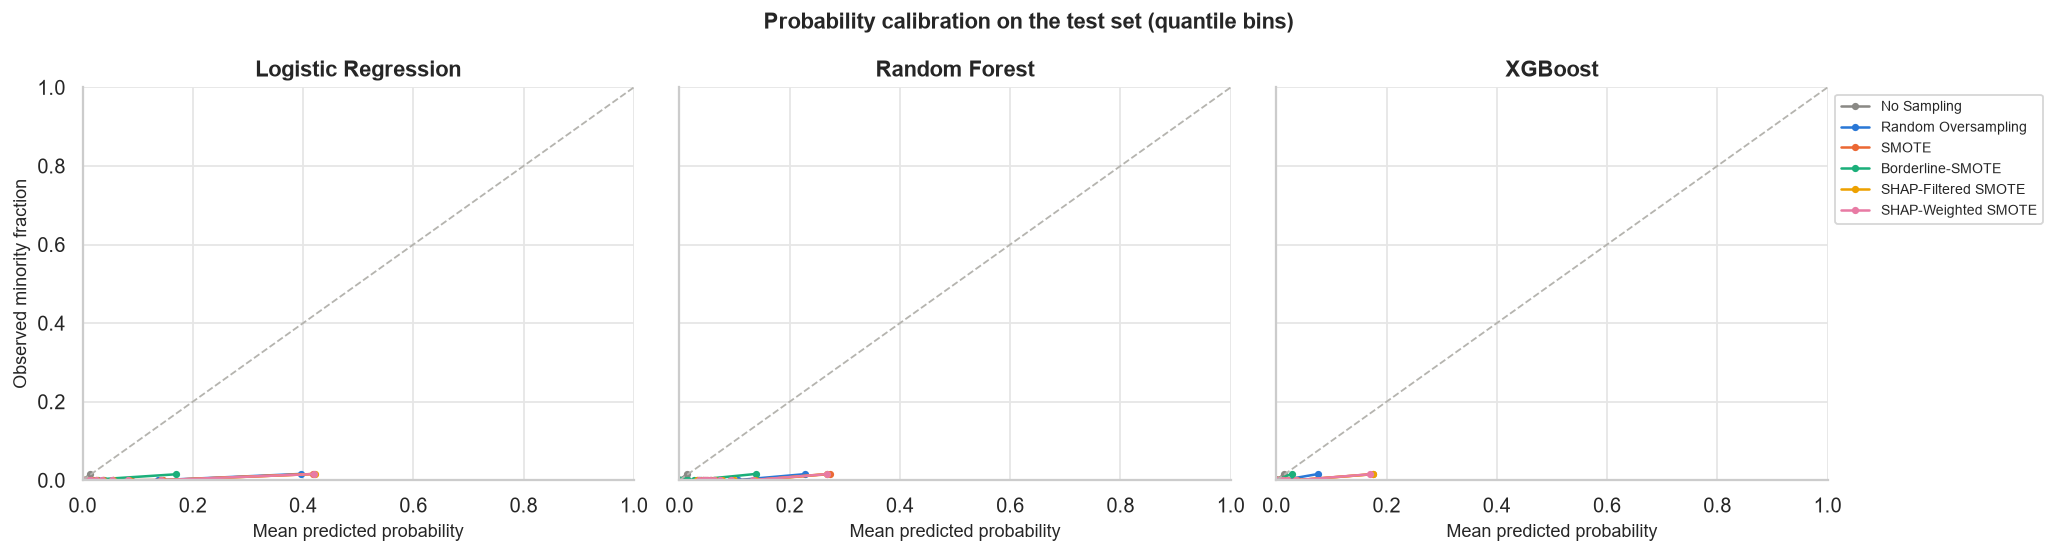 Probability calibration on the test set (quantile bins)
Logistic Regression
Random Forest
XGBoost
Observed minority fraction
1.0
0.8
0.6
0.4
0.2
0.0
0.0 0.2 0.4 0.6 0.8 1.0
0.0 0.2 0.4 0.6 0.8 1.0
0.0 0.2 0.4 0.6 0.8 1.0
Mean predicted probability
Mean predicted probability
Mean predicted probability
No Sampling
Random Oversampling
SMOTE
Borderline-SMOTE
SHAP-Filtered SMOTE
SHAP-Weighted SMOTE